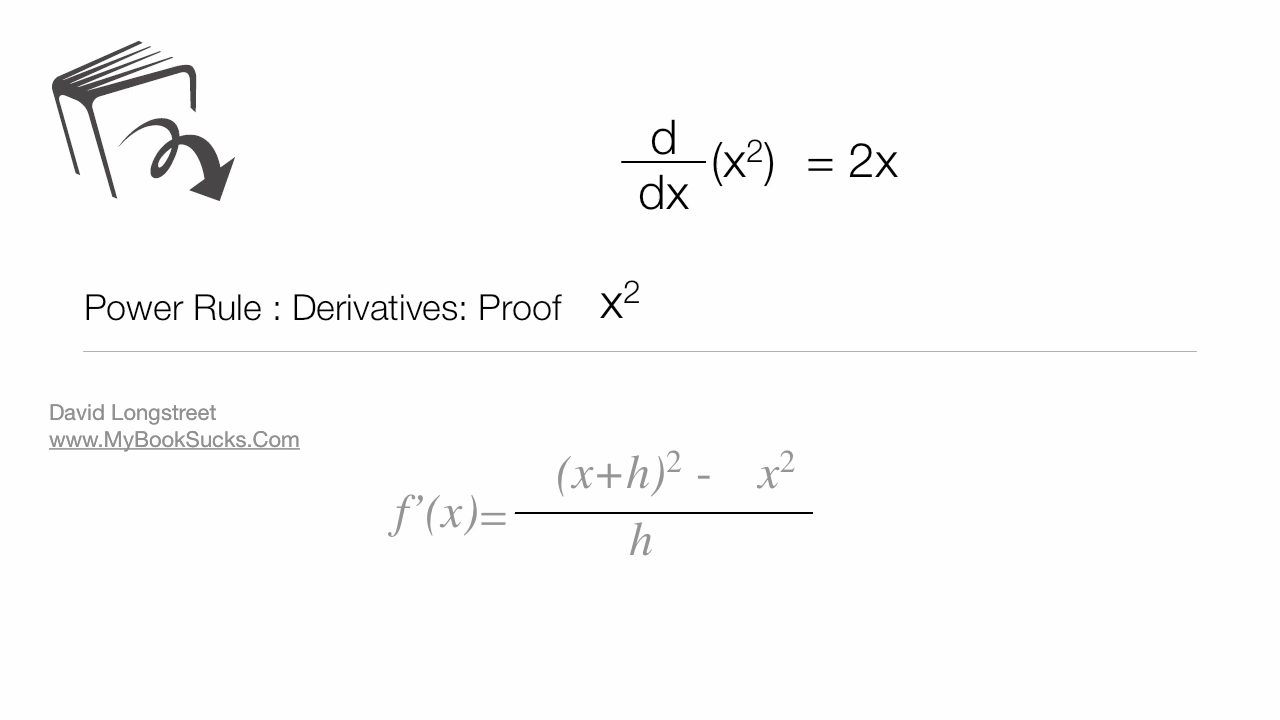 d
dx
(x²) = 2x
Power Rule : Derivatives: Proof x²
David Longstreet
www.MyBookSucks.Com
(x+h)² - x²
f’(x)=
h